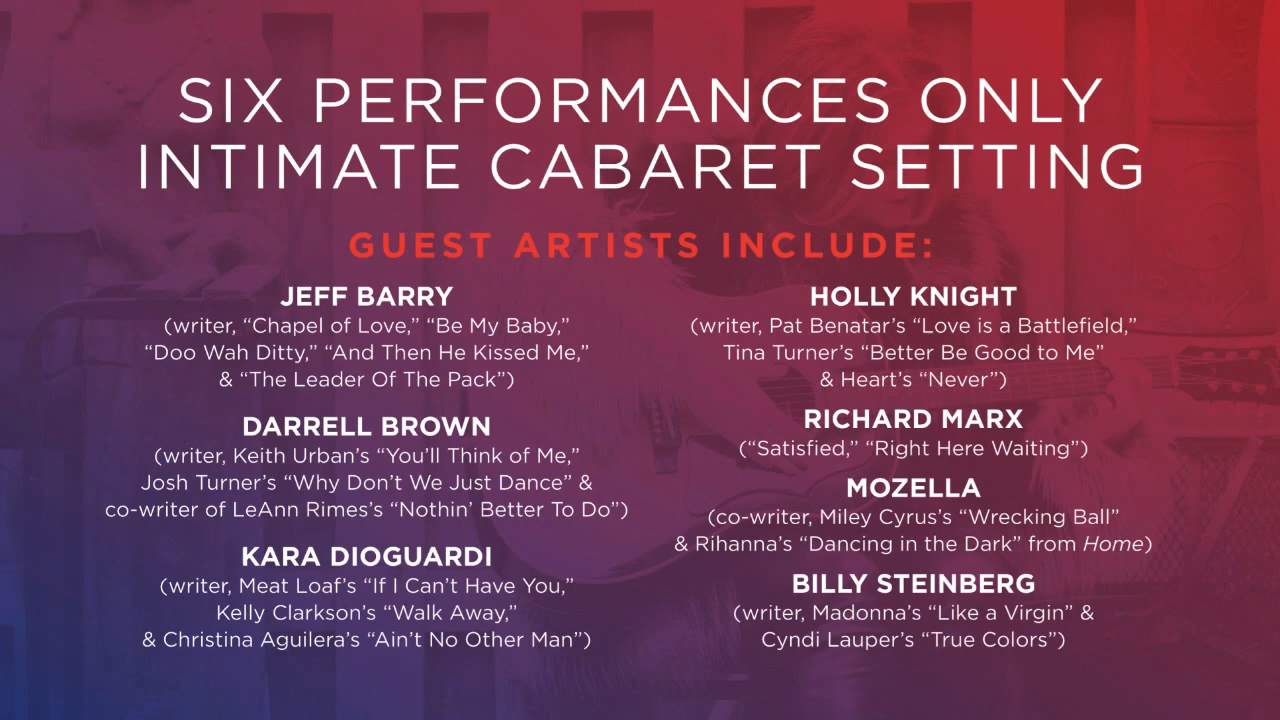 SIX PERFORMANCES ONLY
INTIMATE CABARET SETTING
GUEST ARTISTS INCLUDE:
JEFF BARRY
(writer, “Chapel of Love,” “Be My Baby,”
“Doo Wah Ditty,” “And Then He Kissed Me,”
& “The Leader Of The Pack”)
DARRELL BROWN
(writer, Keith Urban’s “You’ll Think of Me,”
Josh Turner’s “Why Don’t We Just Dance” &
co-writer of LeAnn Rimes’s “Nothin’ Better To Do”)
KARA DIOGUARDI
(writer, Meat Loaf’s “If I Can’t Have You,”
Kelly Clarkson’s “Walk Away,”
& Christina Aguilera’s “Ain’t No Other Man”)
HOLLY KNIGHT
(writer, Pat Benatar’s “Love is a Battlefield,”
Tina Turner’s “Better Be Good to Me”
& Heart’s “Never”)
RICHARD MARX
(“Satisfied,” “Right Here Waiting”)
MOZELLA
(co-writer, Miley Cyrus’s “Wrecking Ball”
& Rihanna’s “Dancing in the Dark” from Home)
BILLY STEINBERG
(writer, Madonna’s “Like a Virgin” &
Cyndi Lauper’s “True Colors”)